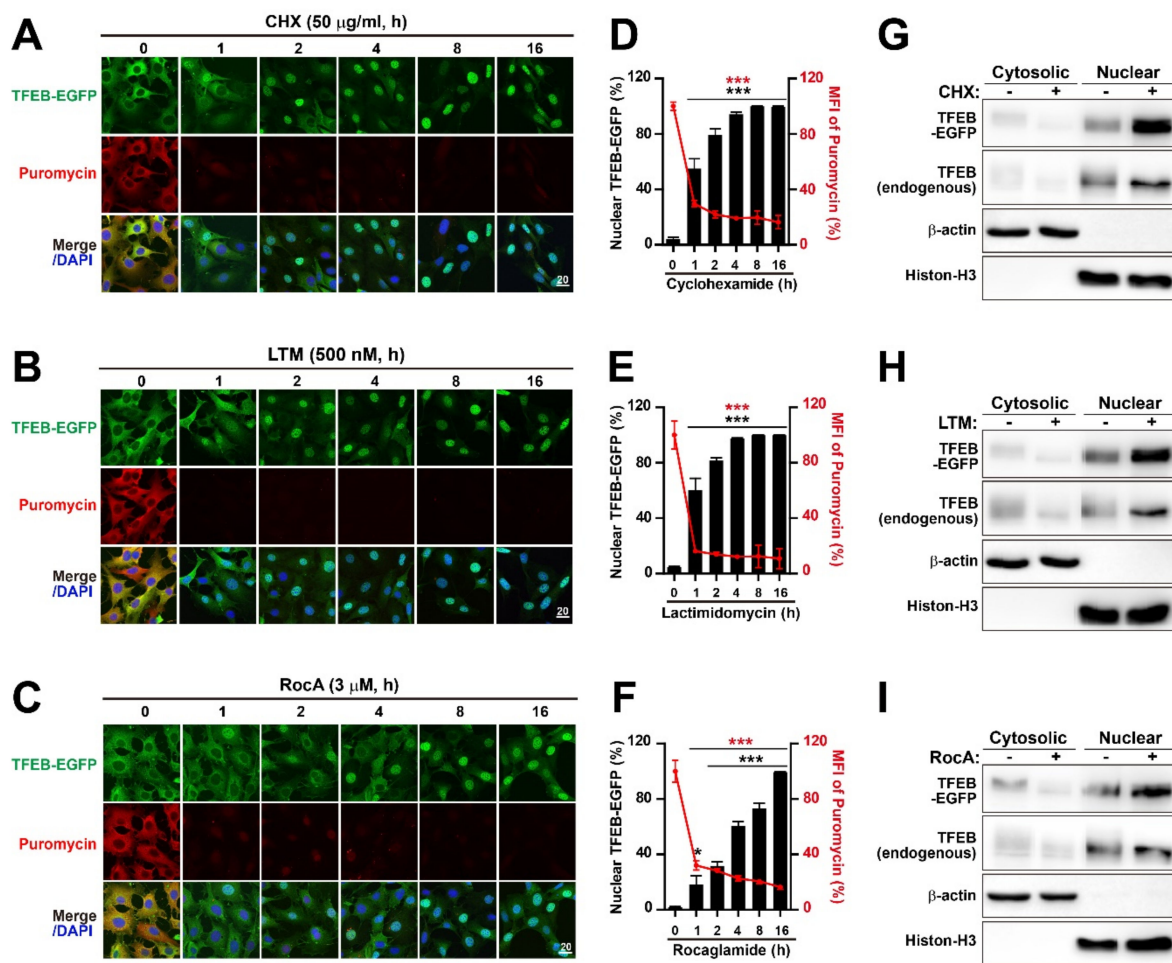 A
CHX (50 μg/ml, h)
0 1 2 4 8 16
TFEB-EGFP
Puromycin
Merge
/DAPI
20
D
***
***
Nuclear TFEB-EGFP (%)
120
80
40
0
MFI of Puromycin (%)
120
80
40
0
0 1 2 4 8 16
Cyclohexamide (h)
G
Cytosolic Nuclear
CHX: - + - +
TFEB
-EGFP
TFEB
(endogenous)
β-actin
Histon-H3
B
LTM (500 nM, h)
0 1 2 4 8 16
TFEB-EGFP
Puromycin
Merge
/DAPI
20
E
***
***
Nuclear TFEB-EGFP (%)
120
80
40
0
MFI of Puromycin (%)
120
80
40
0
0 1 2 4 8 16
Lactimidomycin (h)
H
Cytosolic Nuclear
LTM: - + - +
TFEB
-EGFP
TFEB
(endogenous)
β-actin
Histon-H3
C
RocA (3 μM, h)
0 1 2 4 8 16
TFEB-EGFP
Puromycin
Merge
/DAPI
20
F
***
***
*
Nuclear TFEB-EGFP (%)
120
80
40
0
MFI of Puromycin (%)
120
80
40
0
0 1 2 4 8 16
Rocaglamide (h)
I
Cytosolic Nuclear
RocA: - + - +
TFEB
-EGFP
TFEB
(endogenous)
β-actin
Histon-H3